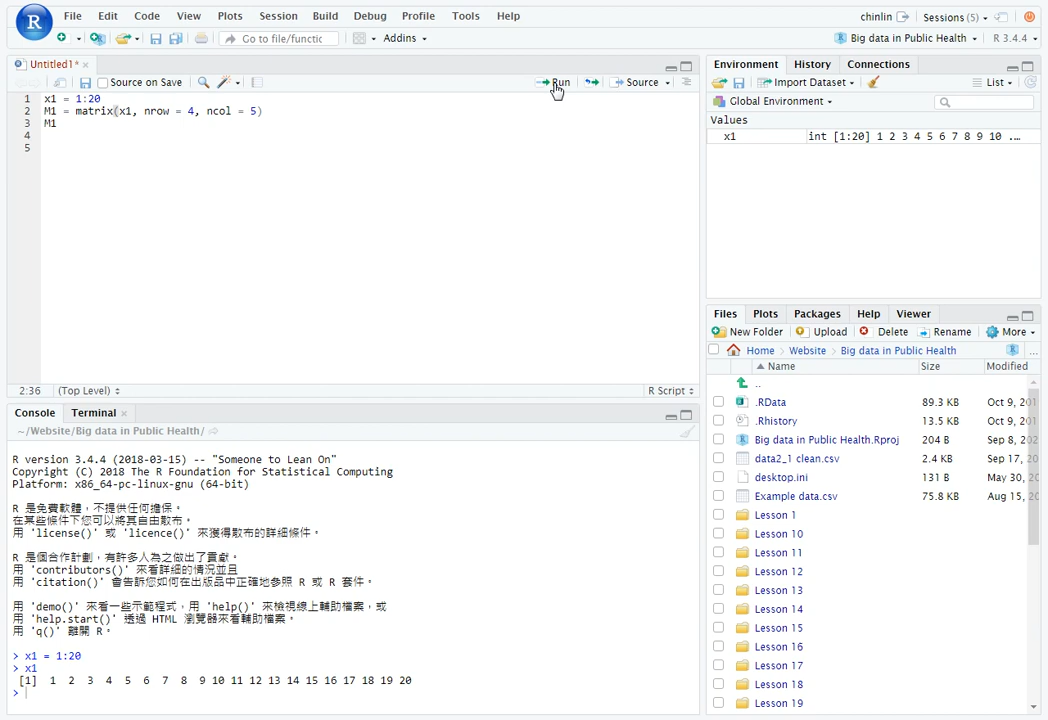 File Edit Code View Plots Session Build Debug Profile Tools Help
chinlin Sessions (5)
Go to file/functic Addins
Big data in Public Health R 3.4.4
Untitled1*
Source on Save Run Source
1 x1 = 1:20
2 M1 = matrix(x1, nrow = 4, ncol = 5)
3 M1
4
5
2:36 (Top Level) R Script
Console Terminal
~/Website/Big data in Public Health/
R version 3.4.4 (2018-03-15) -- "Someone to Lean On"
Copyright (C) 2018 The R Foundation for Statistical Computing
Platform: x86_64-pc-linux-gnu (64-bit)
R 是免費軟體，不提供任何擔保。
在某些條件下您可以將其自由散布。
用 'license()' 或 'licence()' 來獲得散布的詳細條件。
R 是個合作計劃，有許多人為之做出了貢獻。
用 'contributors()' 來看詳細的情況並且
用 'citation()' 會告訴您如何在出版品中正確地參照 R 或 R 套件。
用 'demo()' 來看一些示範程式，用 'help()' 來檢視線上輔助檔案，或
用 'help.start()' 透過 HTML 瀏覽器來看輔助檔案。
用 'q()' 離開 R。
> x1 = 1:20
> x1
[1] 1 2 3 4 5 6 7 8 9 10 11 12 13 14 15 16 17 18 19 20
>
Environment History Connections
Import Dataset List
Global Environment
Values
x1 int [1:20] 1 2 3 4 5 6 7 8 9 10 ...
Files Plots Packages Help Viewer
New Folder Upload Delete Rename More
Home Website Big data in Public Health ...
Name Size Modified
..
.RData 89.3 KB Oct 9, 201
.Rhistory 13.5 KB Oct 9, 201
Big data in Public Health.Rproj 204 B Sep 8, 202
data2_1 clean.csv 2.4 KB Sep 17,
desktop.ini 131 B May 30,
Example data.csv 75.8 KB Aug 15,
Lesson 1
Lesson 10
Lesson 11
Lesson 12
Lesson 13
Lesson 14
Lesson 15
Lesson 16
Lesson 17
Lesson 18
Lesson 19